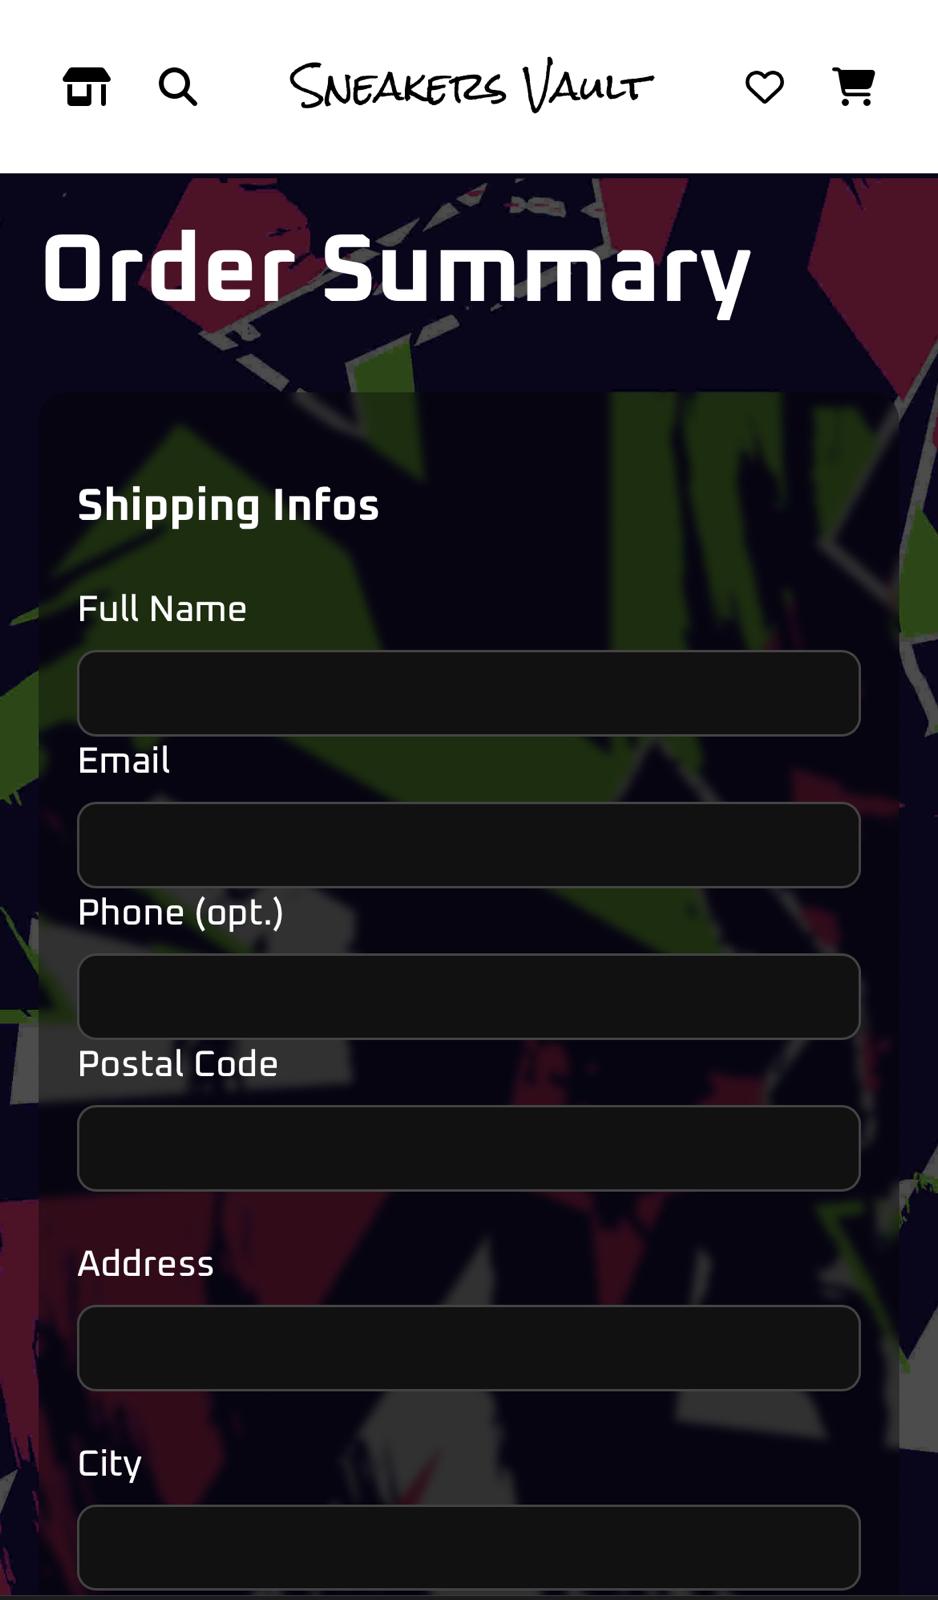 Sneakers Vault
Order Summary
Shipping Infos
Full Name
Email
Phone (opt.)
Postal Code
Address
City